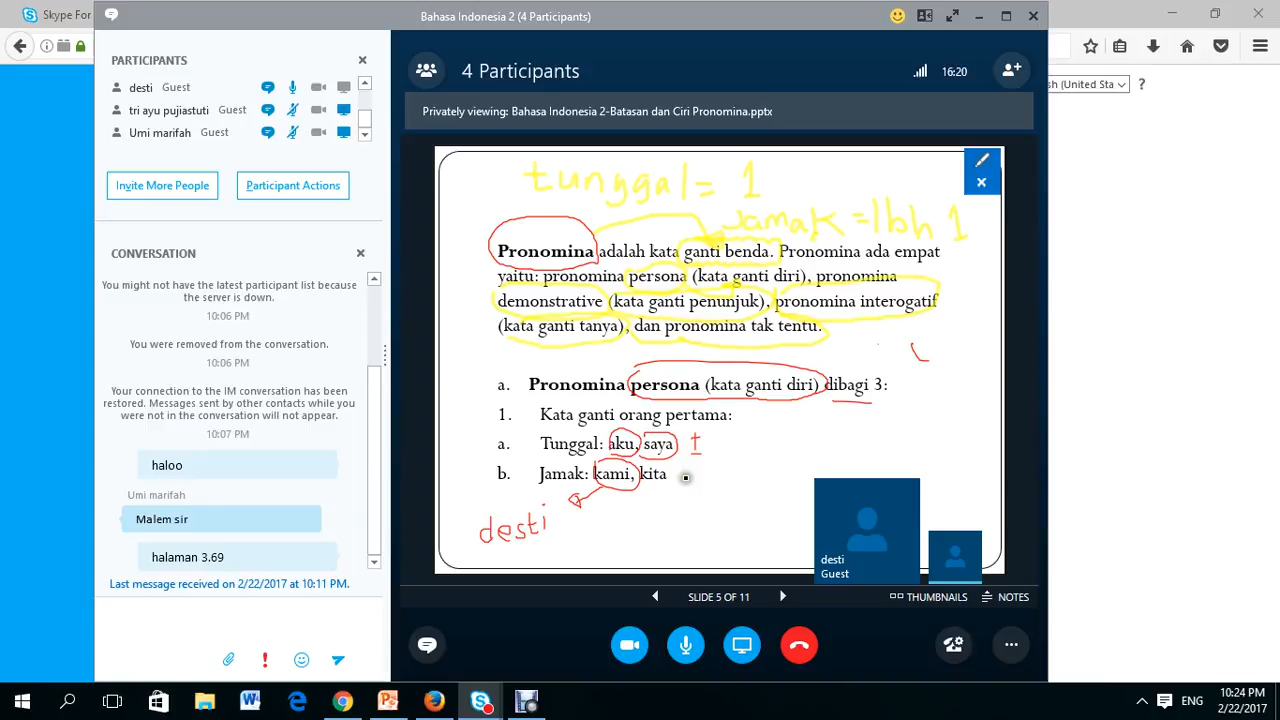 Skype For
Bahasa Indonesia 2 (4 Participants)
PARTICIPANTS
desti Guest
tri ayu pujiastuti Guest
Umi marifah Guest
Invite More People
Participant Actions
CONVERSATION
You might not have the latest participant list because
the server is down.
10:06 PM
You were removed from the conversation.
10:06 PM
Your connection to the IM conversation has been
restored. Messages sent by other contacts while you
were not in the conversation will not appear.
10:07 PM
haloo
Umi marifah
Malem sir
halaman 3.69
Last message received on 2/22/2017 at 10:11 PM.
4 Participants
16:20
Privately viewing: Bahasa Indonesia 2-Batasan dan Ciri Pronomina.pptx
tunggal = 1
Jamak = lbh 1
Pronomina adalah kata ganti benda. Pronomina ada empat
yaitu: pronomina persona (kata ganti diri), pronomina
demonstrative (kata ganti penunjuk), pronomina interogatif
(kata ganti tanya), dan pronomina tak tentu.
a. Pronomina persona (kata ganti diri) dibagi 3:
1. Kata ganti orang pertama:
a. Tunggal: aku, saya
b. Jamak: kami, kita
desti
desti
Guest
SLIDE 5 OF 11
THUMBNAILS
NOTES
sh (United Sta
?
ENG
10:24 PM
2/22/2017